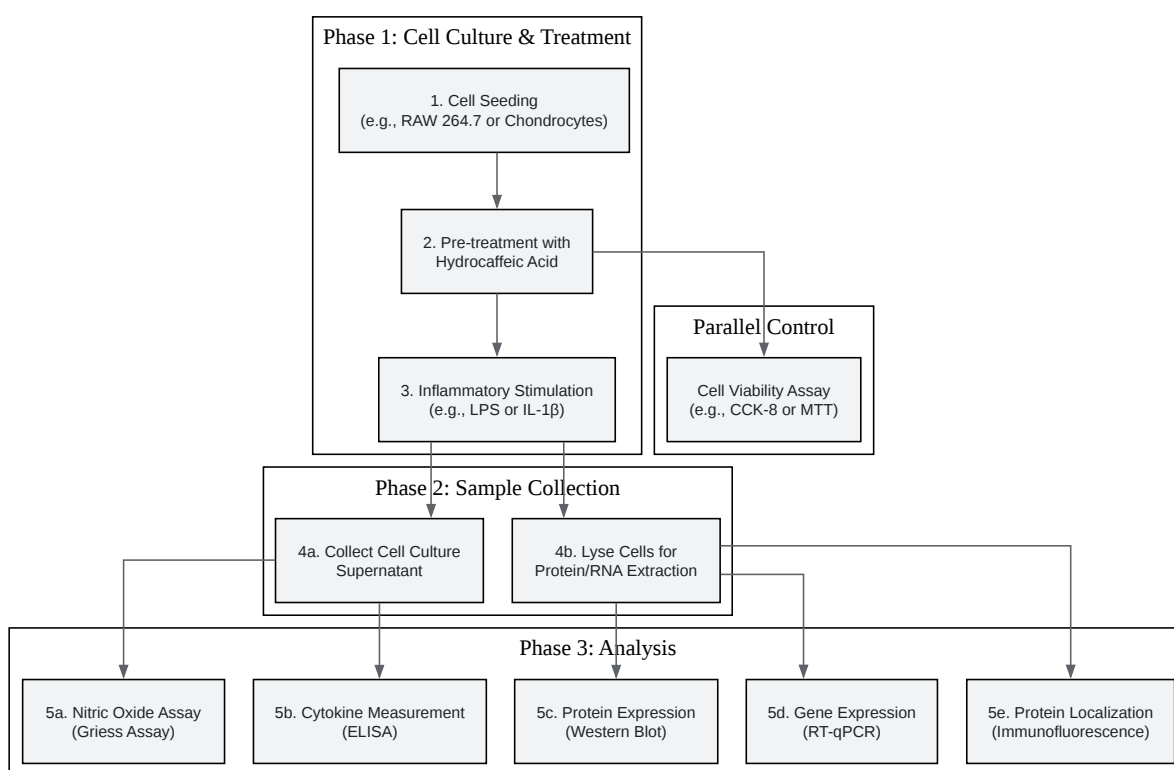 Phase 1: Cell Culture & Treatment
1. Cell Seeding
(e.g., RAW 264.7 or Chondrocytes)
2. Pre-treatment with
Hydrocaffeic Acid
Parallel Control
3. Inflammatory Stimulation
(e.g., LPS or IL-1β)
Cell Viability Assay
(e.g., CCK-8 or MTT)
Phase 2: Sample Collection
4a. Collect Cell Culture
Supernatant
4b. Lyse Cells for
Protein/RNA Extraction
Phase 3: Analysis
5a. Nitric Oxide Assay
(Griess Assay)
5b. Cytokine Measurement
(ELISA)
5c. Protein Expression
(Western Blot)
5d. Gene Expression
(RT-qPCR)
5e. Protein Localization
(Immunofluorescence)